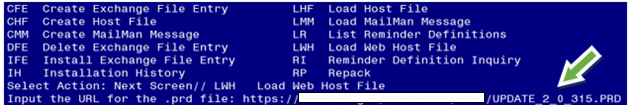 CFE Create Exchange File Entry LHF Load Host File
CHF Create Host File LMM Load MailMan Message
CMM Create MailMan Message LR List Reminder Definitions
DFE Delete Exchange File Entry LWH Load Web Host File
IFE Install Exchange File Entry RI Reminder Definition Inquiry
IH Installation History RP Repack
Select Action: Next Screen// LWH Load Web Host File
Input the URL for the .prd file: https:/ /UPDATE_2_0_315.PRD